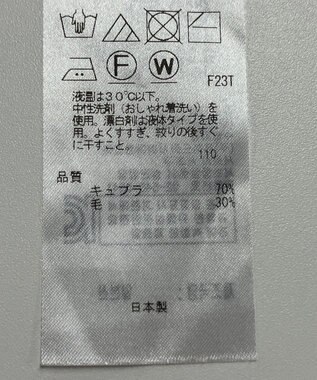 F
W
F23T
液温は30℃以下。
中性洗剤（おしゃれ着洗い）を
使用。漂白剤は液体タイプを使
用。よくすすぎ、絞りの後すぐ
に干すこと。
110
品質
キュプラ 70%
毛 30%
日本製